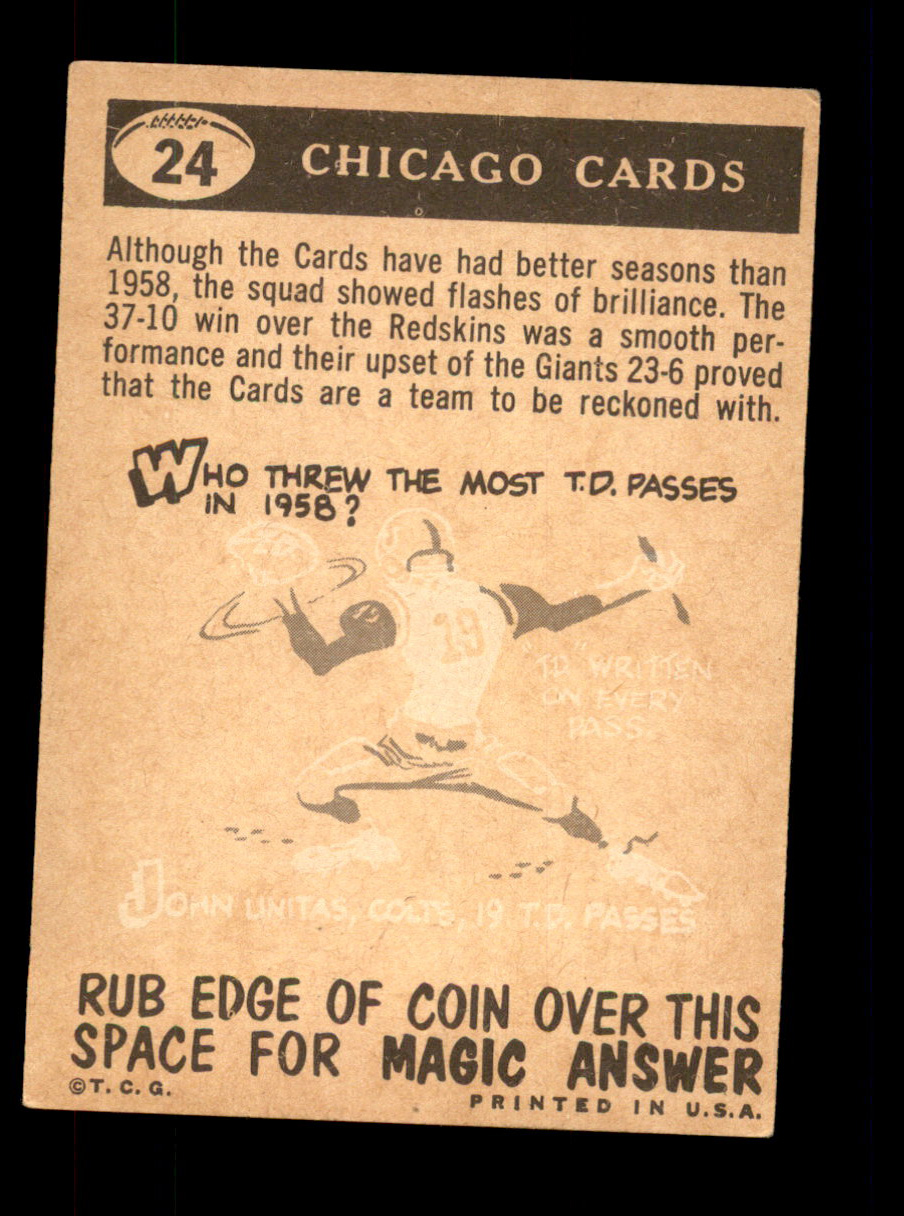 24
CHICAGO CARDS
Although the Cards have had better seasons than
1958, the squad showed flashes of brilliance. The
37-10 win over the Redskins was a smooth per-
formance and their upset of the Giants 23-6 proved
that the Cards are a team to be reckoned with.
WHO THREW THE MOST T.D. PASSES
IN 1958?
19
"TD" WRITTEN
ON EVERY
PASS.
JOHN UNITAS, COLTS, 19 T.D. PASSES
RUB EDGE OF COIN OVER THIS
SPACE FOR MAGIC ANSWER
©T. C. G.
PRINTED IN U.S.A.